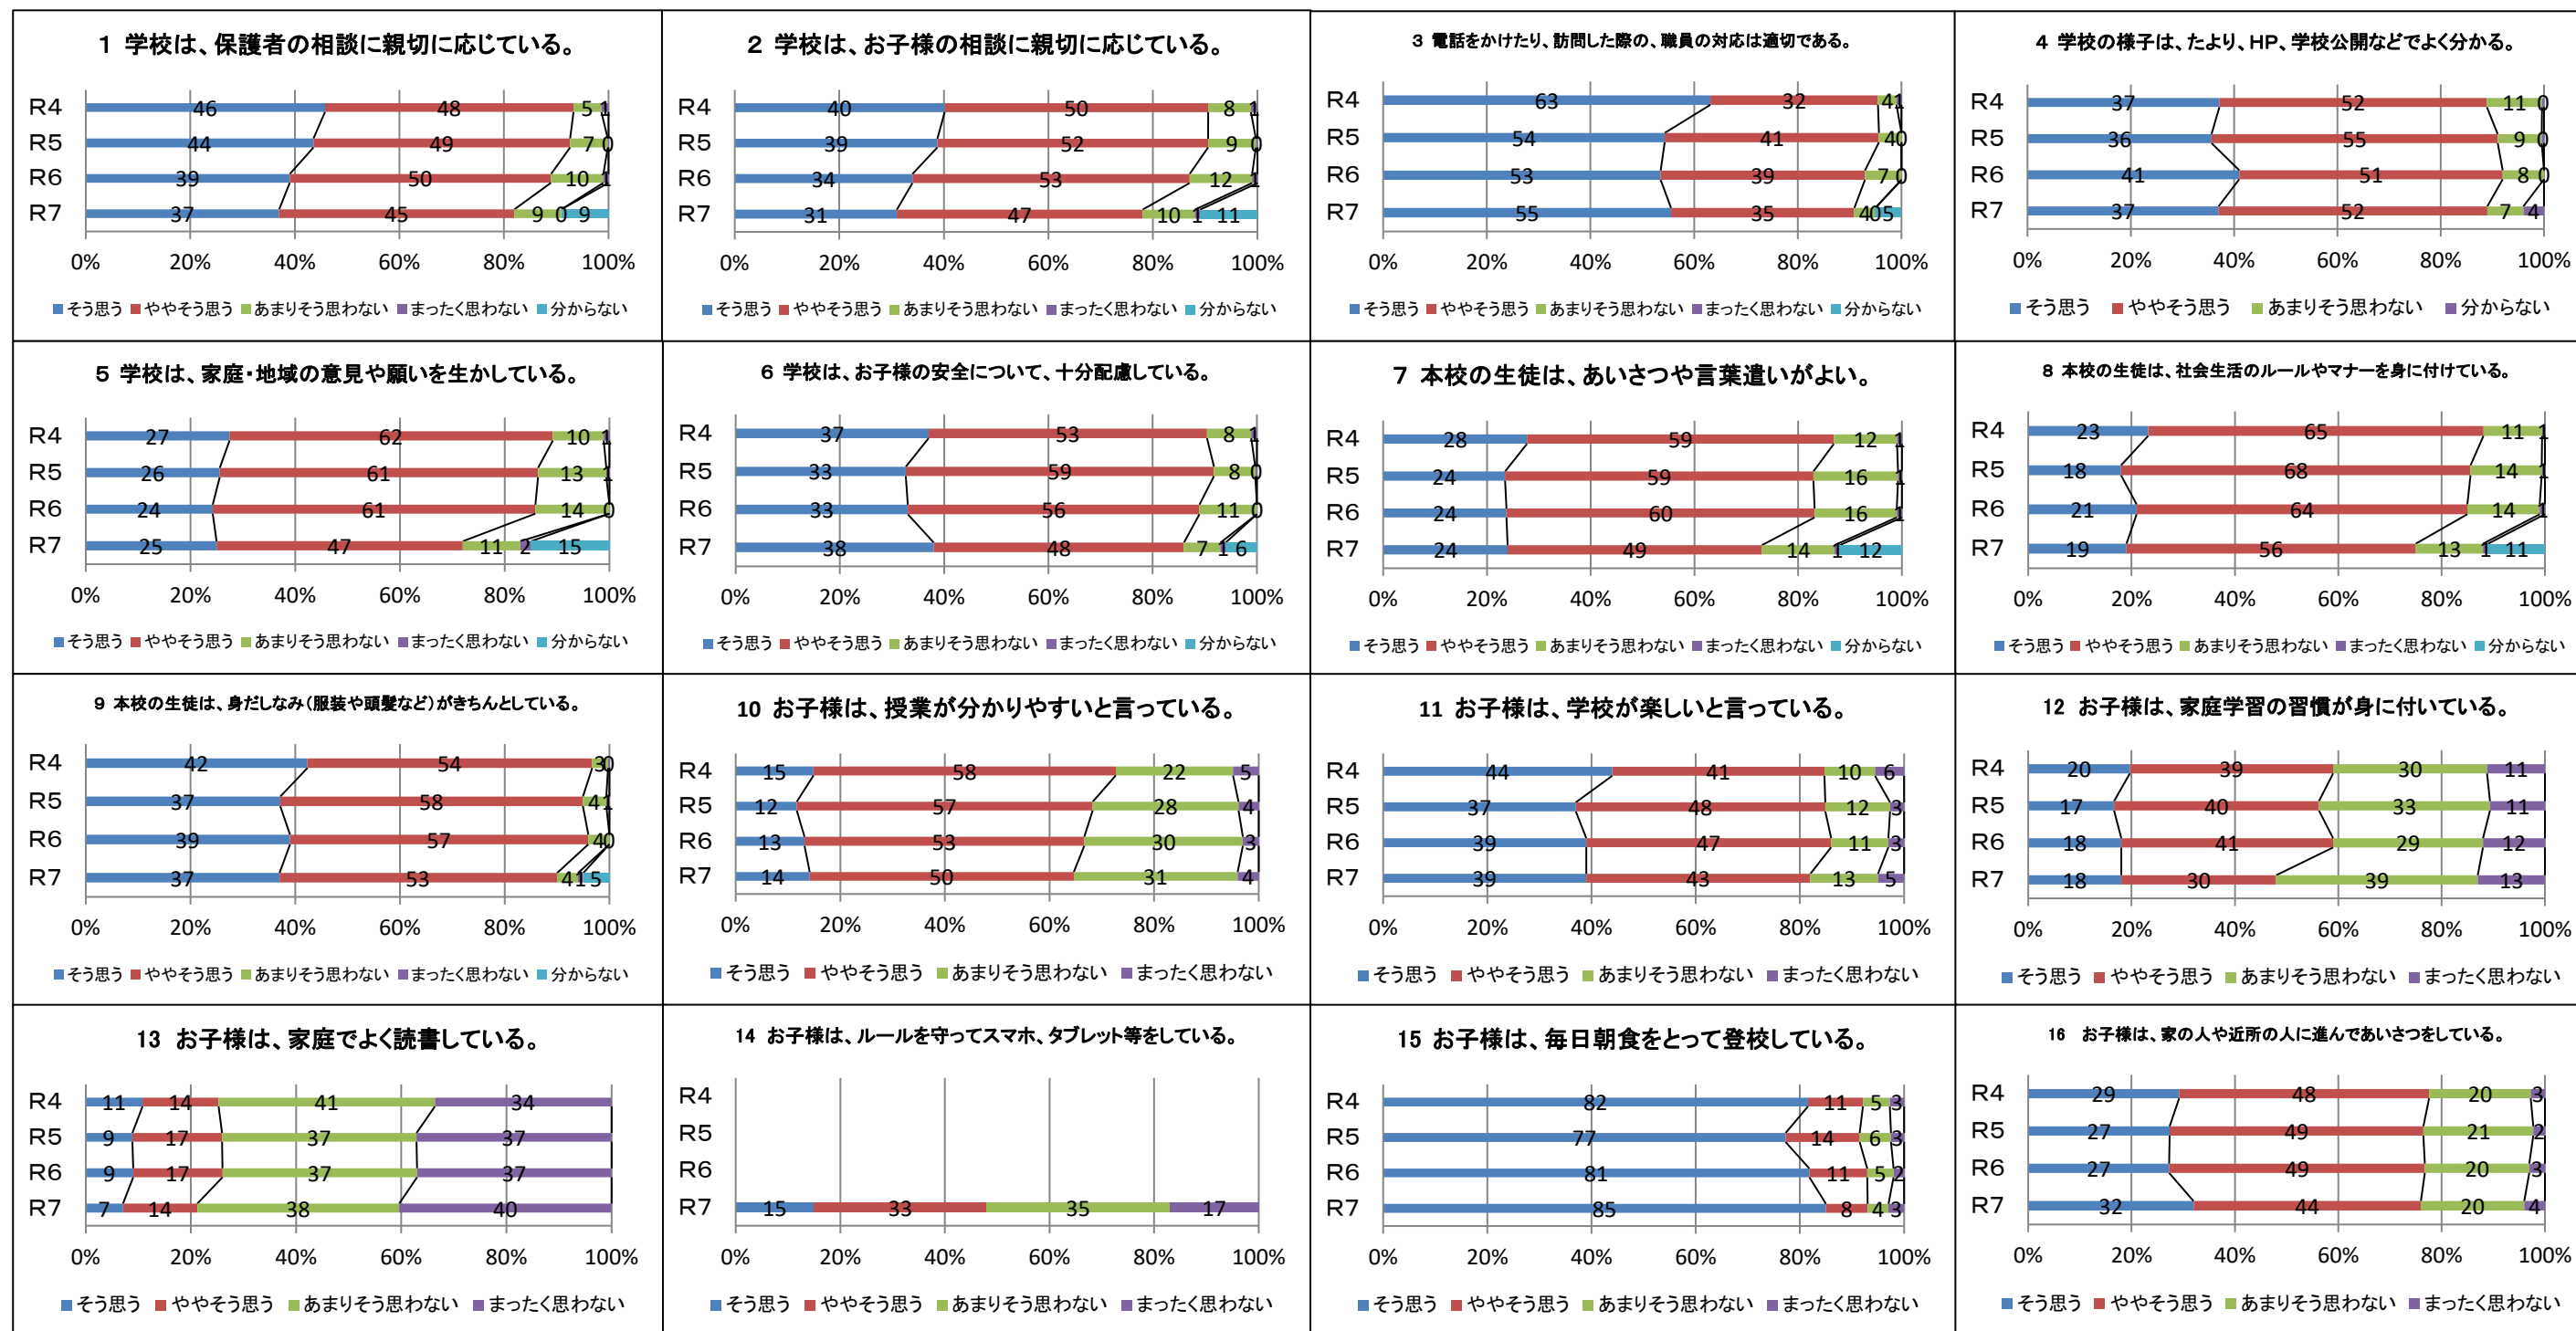 1 学校は、保護者の相談に親切に応じている。
R4 46 48 5 1
R5 44 49 7 0
R6 39 50 10 1
R7 37 45 9 0 9
0% 20% 40% 60% 80% 100%
そう思う ややそう思う あまりそう思わない まったく思わない 分からない
2 学校は、お子様の相談に親切に応じている。
R4 40 50 8 1
R5 39 52 9 0
R6 34 53 12 1
R7 31 47 10 1 11
0% 20% 40% 60% 80% 100%
そう思う ややそう思う あまりそう思わない まったく思わない 分からない
3 電話をかけたり、訪問した際の、職員の対応は適切である。
R4 63 32 4 1
R5 54 41 4 0
R6 53 39 7 0
R7 55 35 4 0 5
0% 20% 40% 60% 80% 100%
そう思う ややそう思う あまりそう思わない まったく思わない 分からない
4 学校の様子は、たより、HP、学校公開などでよく分かる。
R4 37 52 11 0
R5 36 55 9 0
R6 41 51 8 0
R7 37 52 7 4
0% 20% 40% 60% 80% 100%
そう思う ややそう思う あまりそう思わない 分からない
5 学校は、家庭・地域の意見や願いを生かしている。
R4 27 62 10 1
R5 26 61 13 1
R6 24 61 14 0
R7 25 47 11 2 15
0% 20% 40% 60% 80% 100%
そう思う ややそう思う あまりそう思わない まったく思わない 分からない
6 学校は、お子様の安全について、十分配慮している。
R4 37 53 8 1
R5 33 59 8 0
R6 33 56 11 0
R7 38 48 7 1 6
0% 20% 40% 60% 80% 100%
そう思う ややそう思う あまりそう思わない まったく思わない 分からない
7 本校の生徒は、あいさつや言葉遣いがよい。
R4 28 59 12 1
R5 24 59 16 1
R6 24 60 16 1
R7 24 49 14 1 12
0% 20% 40% 60% 80% 100%
そう思う ややそう思う あまりそう思わない まったく思わない 分からない
8 本校の生徒は、社会生活のルールやマナーを身に付けている。
R4 23 65 11 1
R5 18 68 14 1
R6 21 64 14 1
R7 19 56 13 1 11
0% 20% 40% 60% 80% 100%
そう思う ややそう思う あまりそう思わない まったく思わない 分からない
9 本校の生徒は、身だしなみ(服装や頭髪など)がきちんとしている。
R4 42 54 3 0
R5 37 58 4 1
R6 39 57 4 0
R7 37 53 4 1 5
0% 20% 40% 60% 80% 100%
そう思う ややそう思う あまりそう思わない まったく思わない 分からない
10 お子様は、授業が分かりやすいと言っている。
R4 15 58 22 5
R5 12 57 28 4
R6 13 53 30 3
R7 14 50 31 4
0% 20% 40% 60% 80% 100%
そう思う ややそう思う あまりそう思わない まったく思わない
11 お子様は、学校が楽しいと言っている。
R4 44 41 10 6
R5 37 48 12 3
R6 39 47 11 3
R7 39 43 13 5
0% 20% 40% 60% 80% 100%
そう思う ややそう思う あまりそう思わない まったく思わない
12 お子様は、家庭学習の習慣が身に付いている。
R4 20 39 30 11
R5 17 40 33 11
R6 18 41 29 12
R7 18 30 39 13
0% 20% 40% 60% 80% 100%
そう思う ややそう思う あまりそう思わない まったく思わない
13 お子様は、家庭でよく読書している。
R4 11 14 41 34
R5 9 17 37 37
R6 9 17 37 37
R7 7 14 38 40
0% 20% 40% 60% 80% 100%
そう思う ややそう思う あまりそう思わない まったく思わない
14 お子様は、ルールを守ってスマホ、タブレット等をしている。
R4
R5
R6
R7 15 33 35 17
0% 20% 40% 60% 80% 100%
そう思う ややそう思う あまりそう思わない まったく思わない
15 お子様は、毎日朝食をとって登校している。
R4 82 11 5 3
R5 77 14 6 3
R6 81 11 5 2
R7 85 8 4 3
0% 20% 40% 60% 80% 100%
そう思う ややそう思う あまりそう思わない まったく思わない
16 お子様は、家の人や近所の人に進んであいさつをしている。
R4 29 48 20 3
R5 27 49 21 2
R6 27 49 20 3
R7 32 44 20 4
0% 20% 40% 60% 80% 100%
そう思う ややそう思う あまりそう思わない まったく思わない